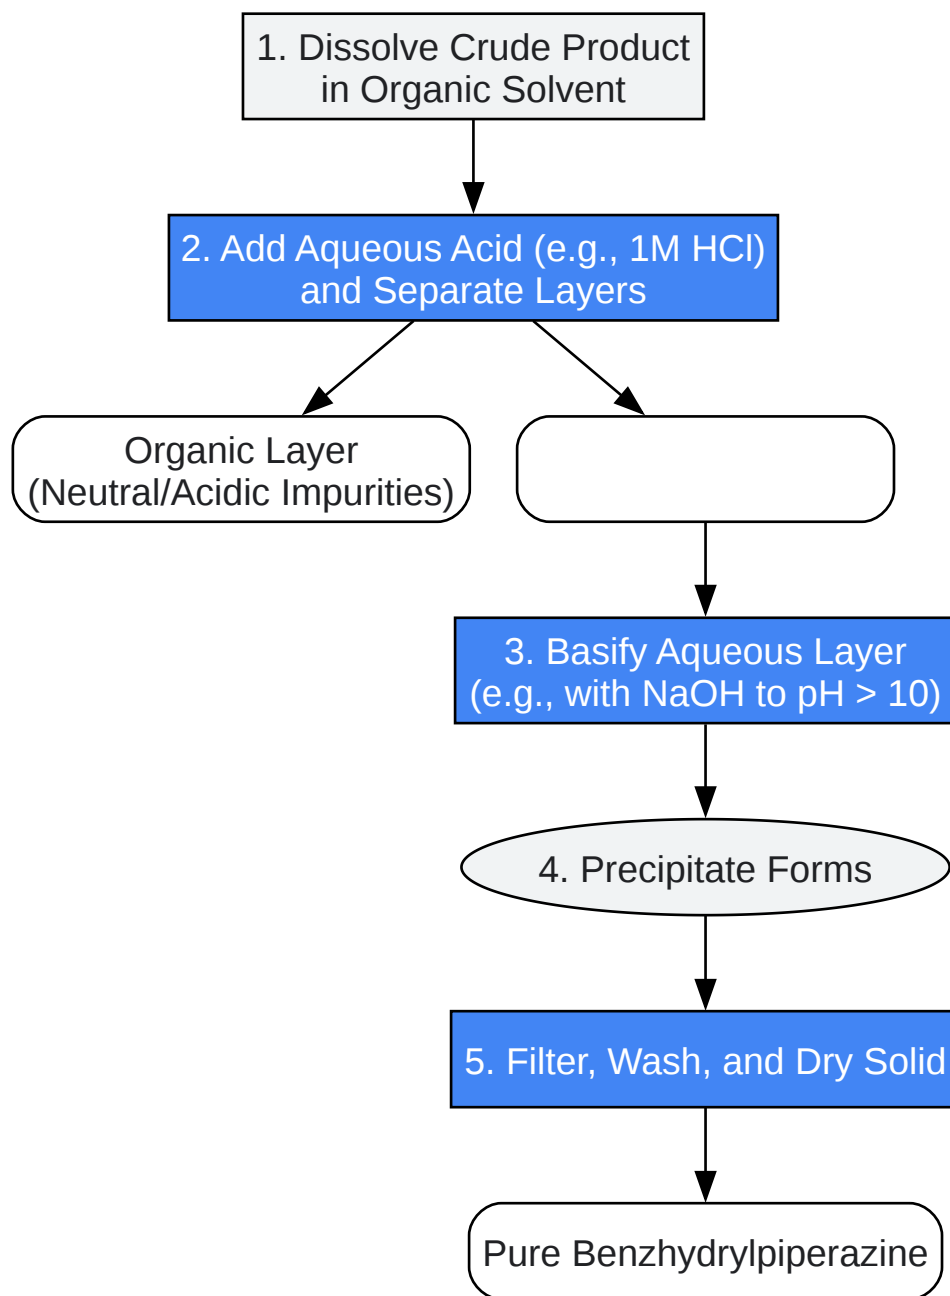 1. Dissolve Crude Product
in Organic Solvent
2. Add Aqueous Acid (e.g., 1M HCl)
and Separate Layers
Organic Layer
(Neutral/Acidic Impurities)
3. Basify Aqueous Layer
(e.g., with NaOH to pH > 10)
4. Precipitate Forms
5. Filter, Wash, and Dry Solid
Pure Benzhydrylpiperazine